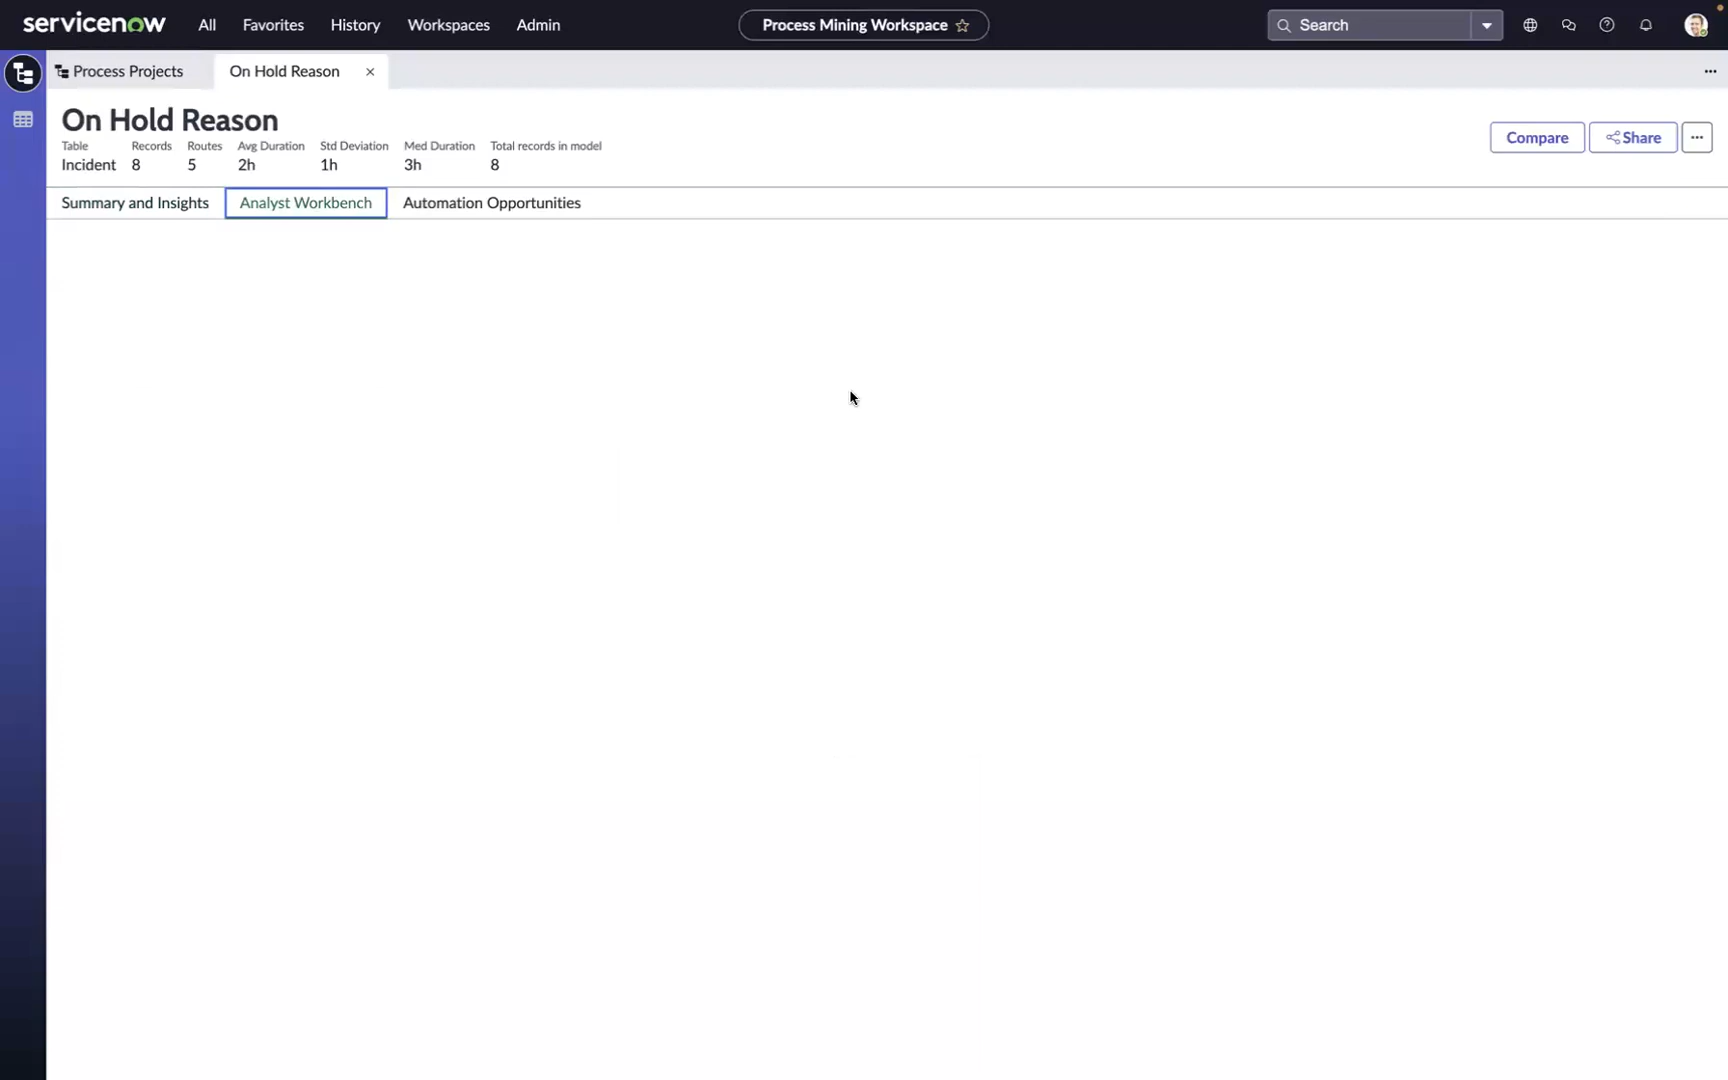 servicenow All Favorites History Workspaces Admin Process Mining Workspace Search
Process Projects On Hold Reason
On Hold Reason
Table Records Routes Avg Duration Std Deviation Med Duration Total records in model
Incident 8 5 2h 1h 3h 8
Compare Share
Summary and Insights Analyst Workbench Automation Opportunities